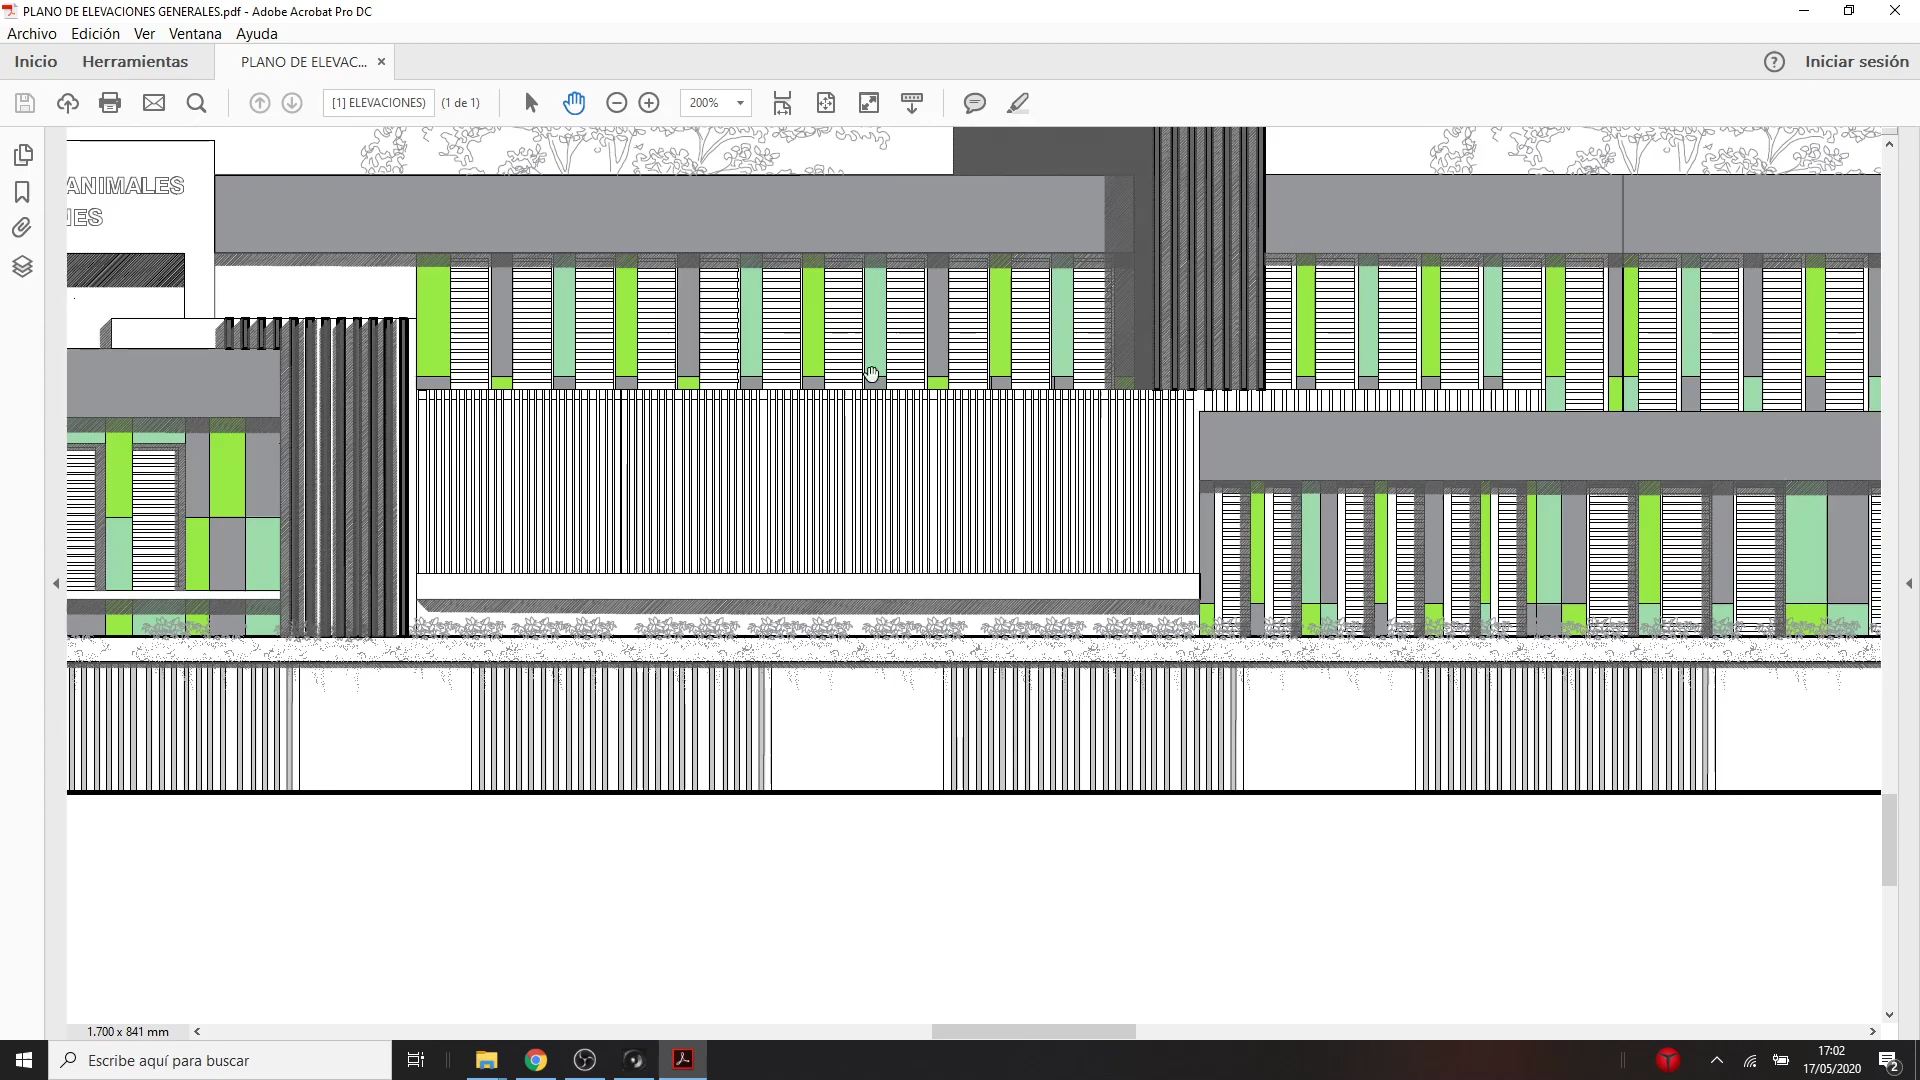 PLANO DE ELEVACIONES GENERALES.pdf - Adobe Acrobat Pro DC
Archivo Edición Ver Ventana Ayuda
Inicio Herramientas PLANO DE ELEVAC... × ? Iniciar sesión
[1] ELEVACIONES) (1 de 1) 200%
ANIMALES
NES
1.700 x 841 mm
Escribe aquí para buscar
17:02
17/05/2020
2